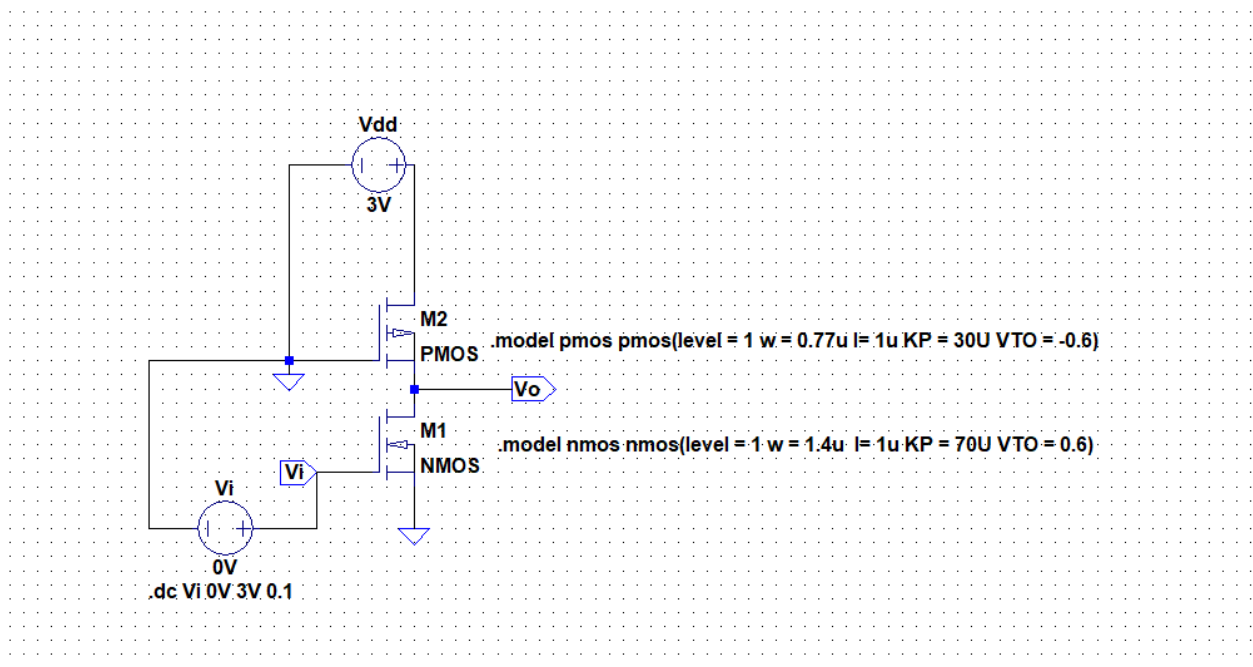 Vdd
3V
M2
PMOS
.model pmos pmos(level = 1 w = 0.77u l= 1u KP = 30U VTO = -0.6)
Vo
M1
NMOS
.model nmos nmos(level = 1 w = 1.4u  l= 1u KP = 70U VTO = 0.6)
Vi
Vi
0V
.dc Vi 0V 3V 0.1